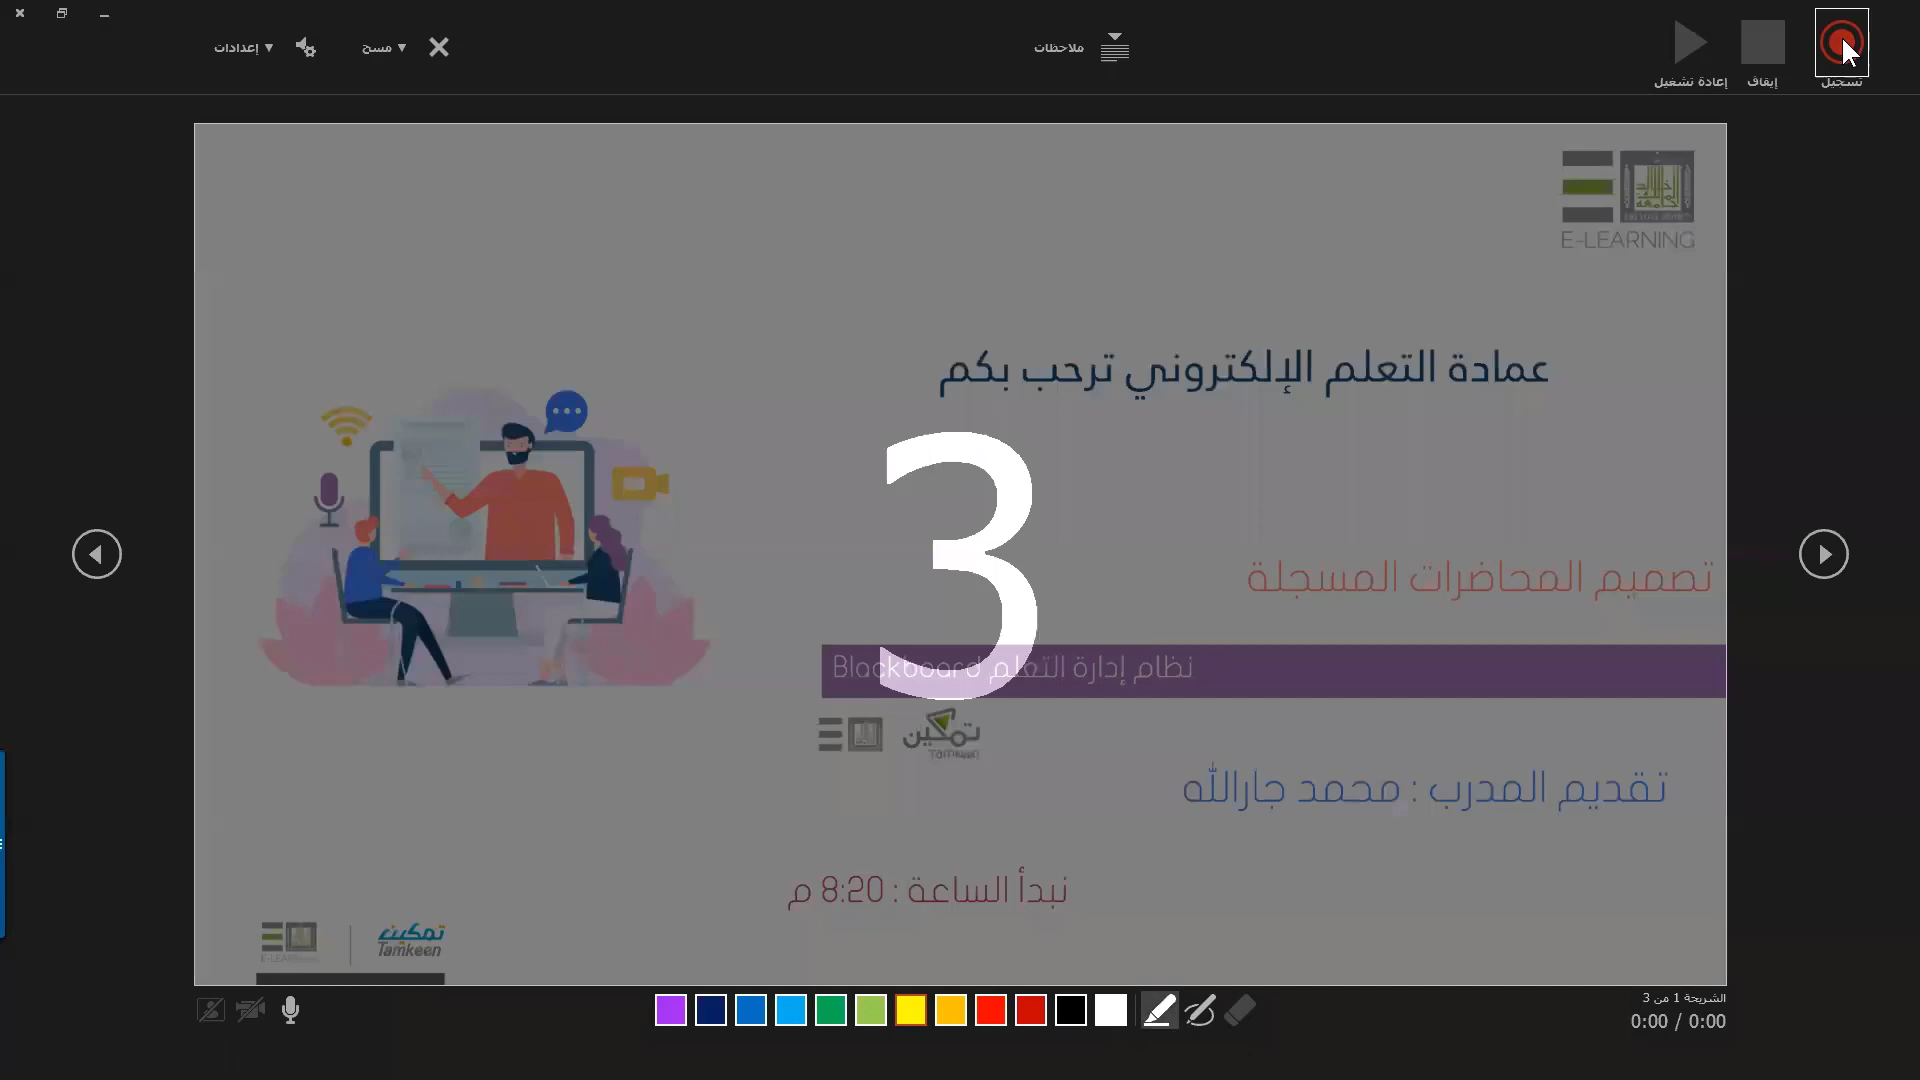 تسجيل
إيقاف
إعادة تشغيل
ملاحظات
مسح
إعدادات
E-LEARNING
عمادة التعلم الإلكتروني ترحب بكم
3
تصميم المحاضرات المسجلة
نظام إدارة التعلم Blackboard
تمكين
Tamkeen
تقديم المدرب : محمد جارالله
نبدأ الساعة : 8:20 م
تمكين
Tamkeen
الشريحة 1 من 3
0:00 / 0:00